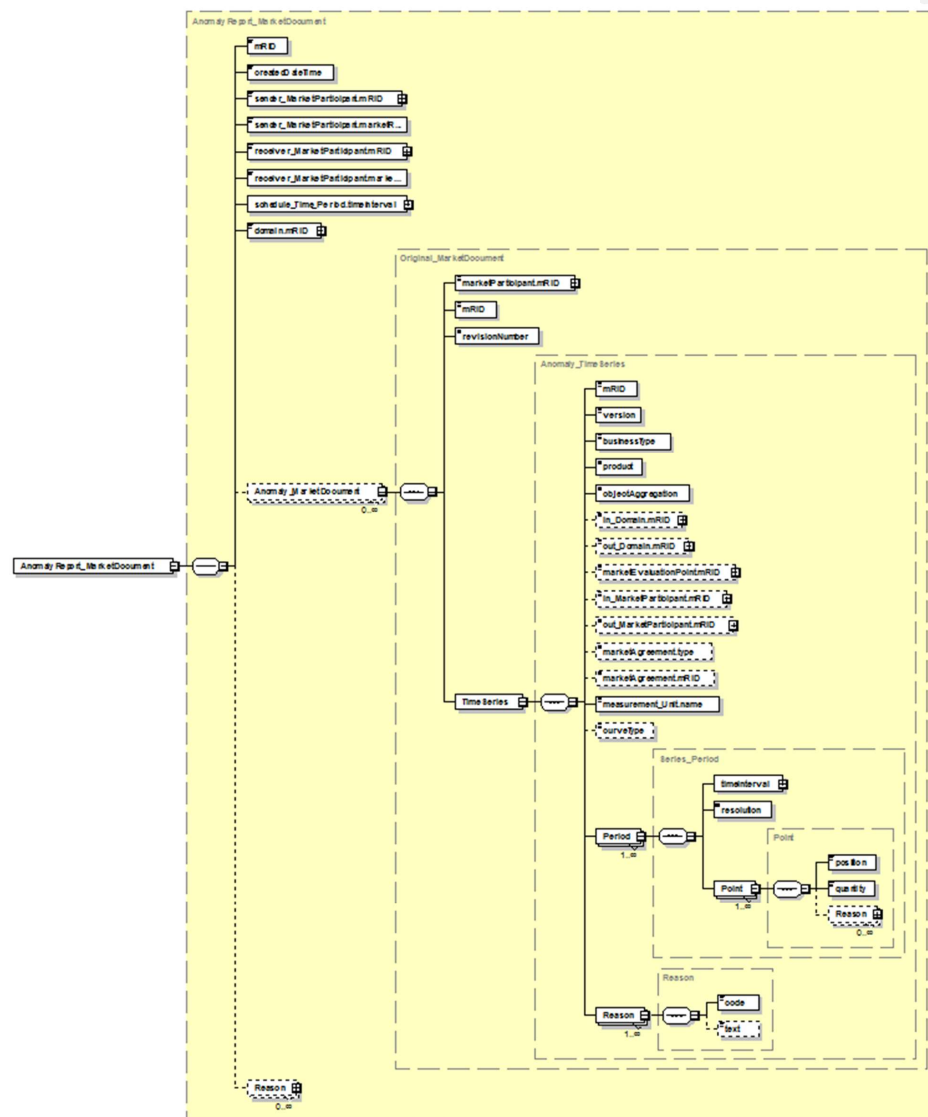 AnomalyReport_MarketDocument
mRID
createdDateTime
sender_MarketParticipant.mRID
sender_MarketParticipant.marketR...
receiver_MarketParticipant.mRID
receiver_MarketParticipant.marke...
schedule_Time_Period.timeInterval
domain.mRID
Original_MarketDocument
marketParticipant.mRID
mRID
revisionNumber
Anomaly_TimeSeries
mRID
version
businessType
product
objectAggregation
in_Domain.mRID
out_Domain.mRID
marketEvaluationPoint.mRID
in_MarketParticipant.mRID
out_MarketParticipant.mRID
marketAgreement.type
marketAgreement.mRID
measurement_Unit.name
curveType
Anomaly_MarketDocument
0..∞
AnomalyReport_MarketDocument
TimeSeries
Series_Period
timeInterval
resolution
Period
1..∞
Point
position
quantity
Reason
0..∞
Point
1..∞
Reason
code
text
Reason
1..∞
Reason
0..∞